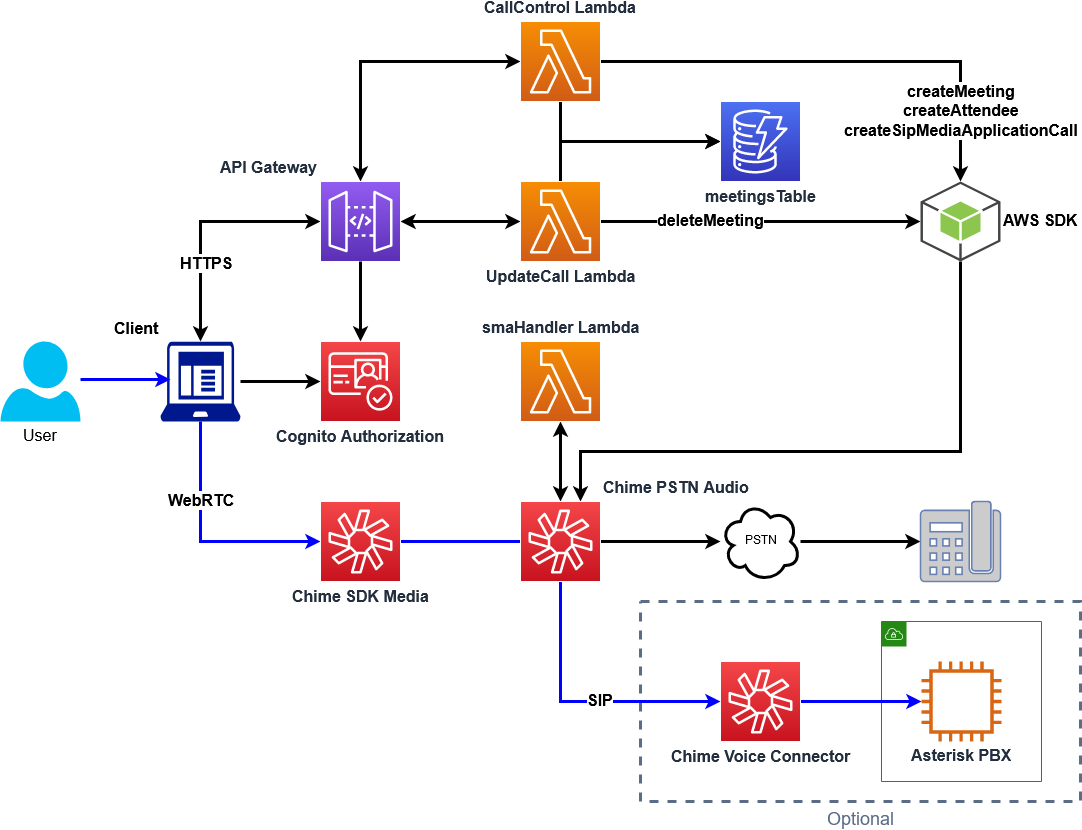 CallControl Lambda
createMeeting
createAttendee
createSipMediaApplicationCall
API Gateway
</>
meetingsTable
deleteMeeting
AWS SDK
HTTPS
UpdateCall Lambda
Client
smaHandler Lambda
User
Cognito Authorization
WebRTC
Chime PSTN Audio
PSTN
Chime SDK Media
SIP
Chime Voice Connector
Asterisk PBX
Optional